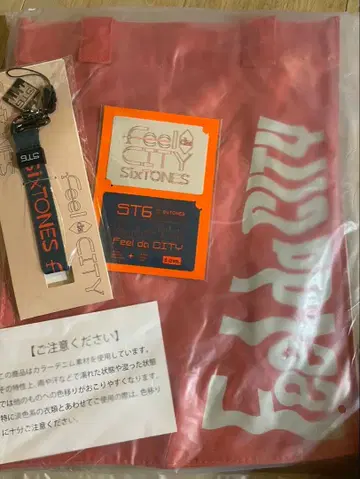 Feel da CITY
SixTONES
ST6
SixTONES
Feel da CITY
ST6
SixTONES
Feel da CITY
Feel da
【ご注意ください】
この商品はカラーデニム素材を使用しています。
その特性上、雨や汗などで濡れた状態や湿った状態
では他のものへの色移りがおこりやすくなります。
特に淡色系の衣類とあわせてご使用の際は、色移り
に十分ご注意ください。